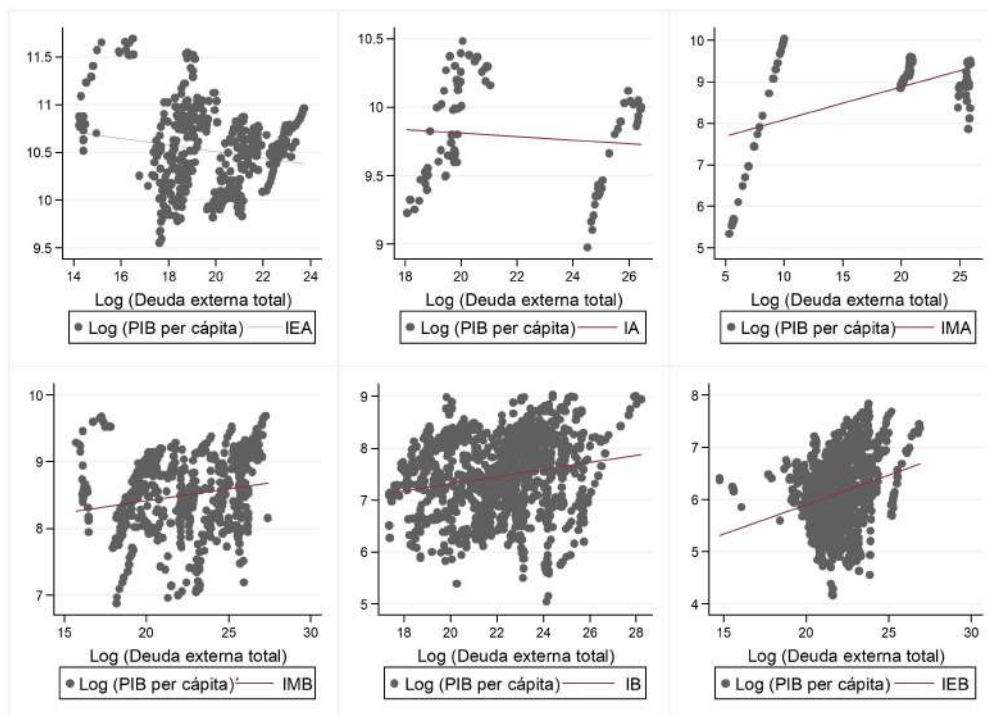 11.5
11
10.5
10
9.5
14 16 18 20 22 24
Log (Deuda externa total)
Log (PIB per cápita) IEA
10.5
10
9.5
9
18 20 22 24 26
Log (Deuda externa total)
Log (PIB per cápita) IA
10
9
8
7
6
5
5 10 15 20 25
Log (Deuda externa total)
Log (PIB per cápita) IMA
10
9
8
7
15 20 25 30
Log (Deuda externa total)
Log (PIB per cápita) IMB
9
8
7
6
5
18 20 22 24 26 28
Log (Deuda externa total)
Log (PIB per cápita) IB
8
7
6
5
4
15 20 25 30
Log (Deuda externa total)
Log (PIB per cápita) IEB